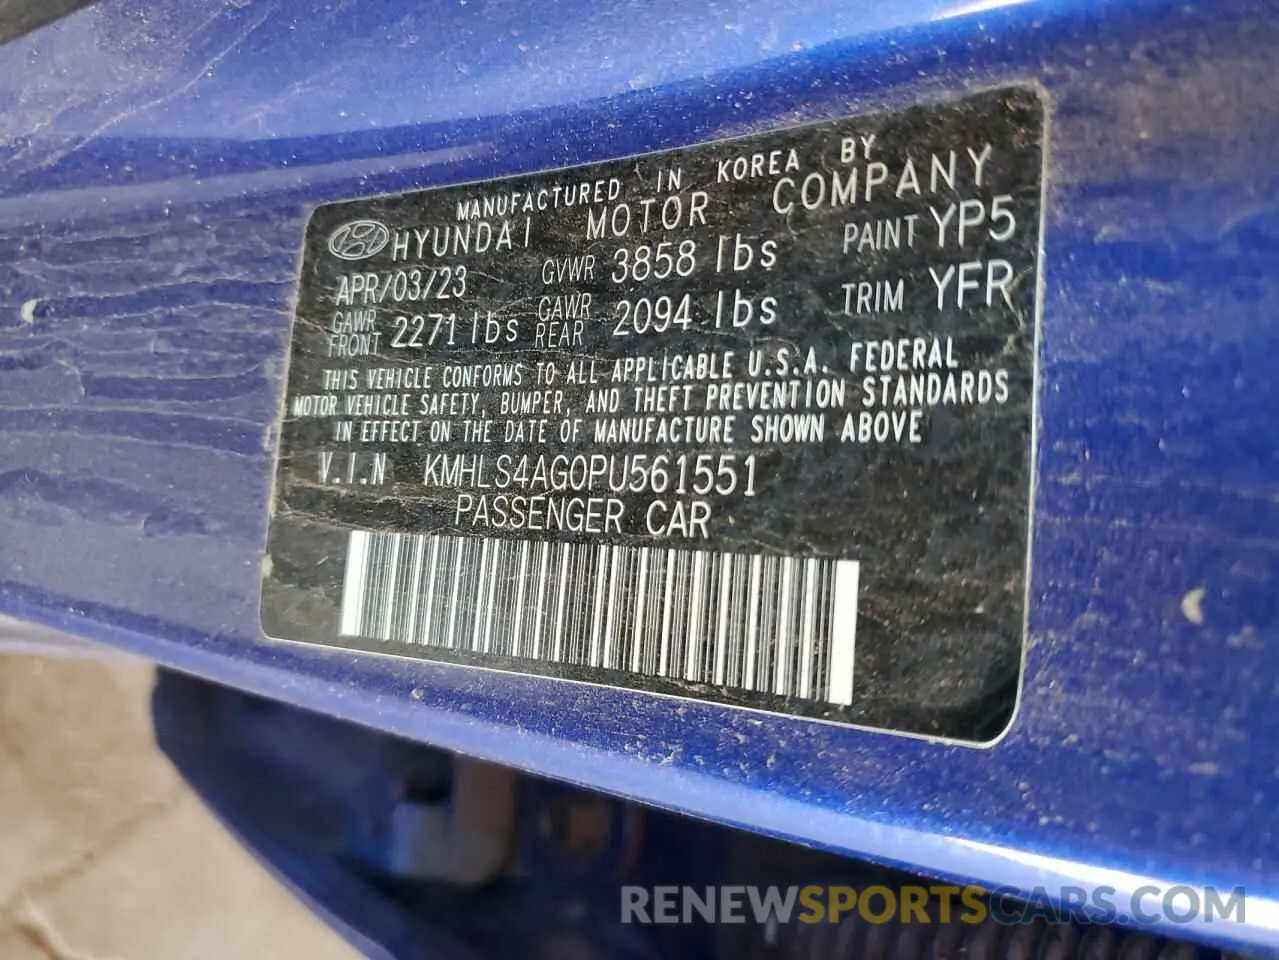 MANUFACTURED IN KOREA BY
HYUNDAI MOTOR COMPANY
APR/03/23 GVWR 3858 lbs PAINT YP5
GAWR FRONT 2271 lbs GAWR REAR 2094 lbs TRIM YFR
THIS VEHICLE CONFORMS TO ALL APPLICABLE U.S.A. FEDERAL
MOTOR VEHICLE SAFETY, BUMPER, AND THEFT PREVENTION STANDARDS
IN EFFECT ON THE DATE OF MANUFACTURE SHOWN ABOVE
V.I.N KMHLS4AG0PU561551
PASSENGER CAR
RENEWSPORTSCARS.COM